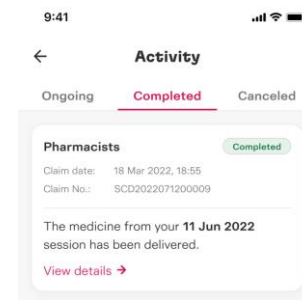 9:41
Activity
Ongoing Completed Canceled
Pharmacists Completed
Claim date: 18 Mar 2022, 18:55
Claim No.: SCD2022071200009
The medicine from your 11 Jun 2022
session has been delivered.
View details